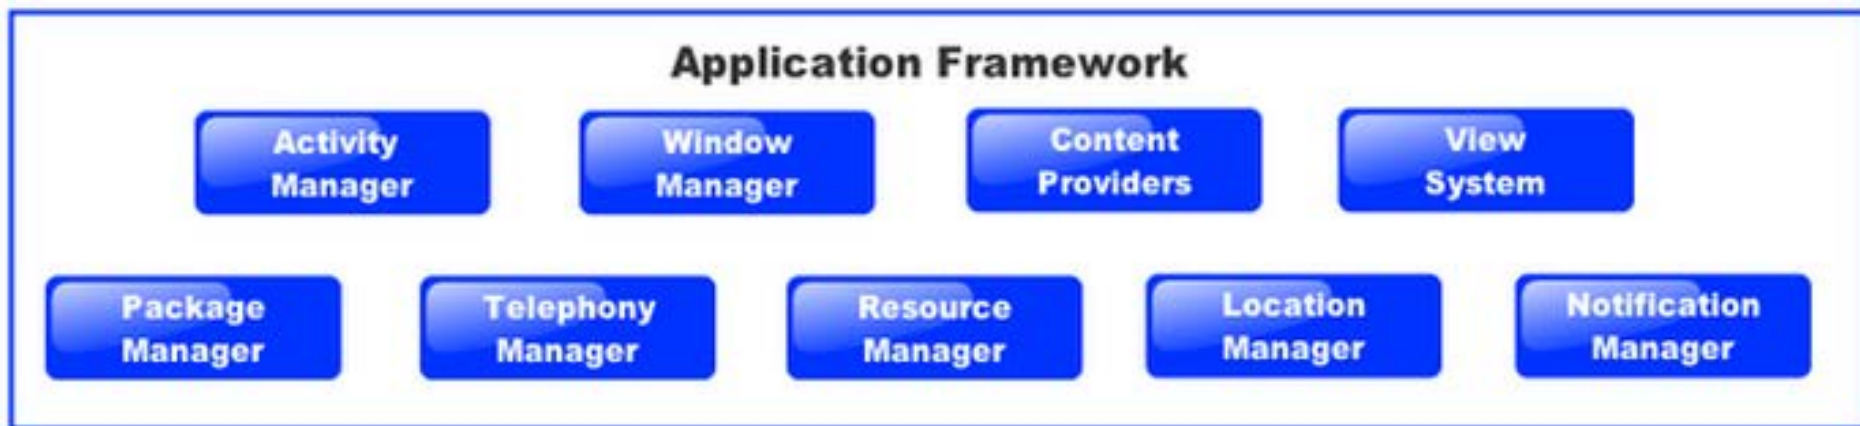 Application Framework
Activity
Manager
Window
Manager
Content
Providers
View
System
Package
Manager
Telephony
Manager
Resource
Manager
Location
Manager
Notification
Manager